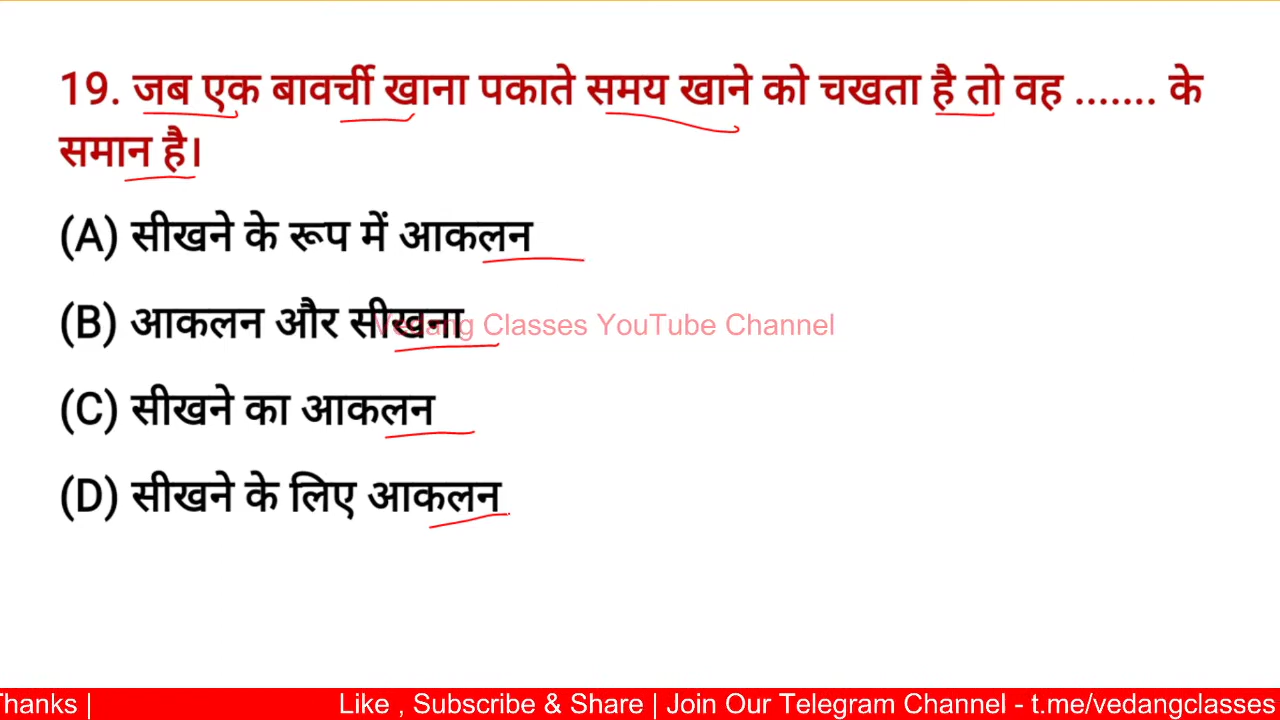 19. जब एक बावर्ची खाना पकाते समय खाने को चखता है तो वह ....... के
समान है।
(A) सीखने के रूप में आकलन
(B) आकलन और सीखना
Vedang Classes YouTube Channel
(C) सीखने का आकलन
(D) सीखने के लिए आकलन
Thanks | Like , Subscribe & Share | Join Our Telegram Channel - t.me/vedangclasses